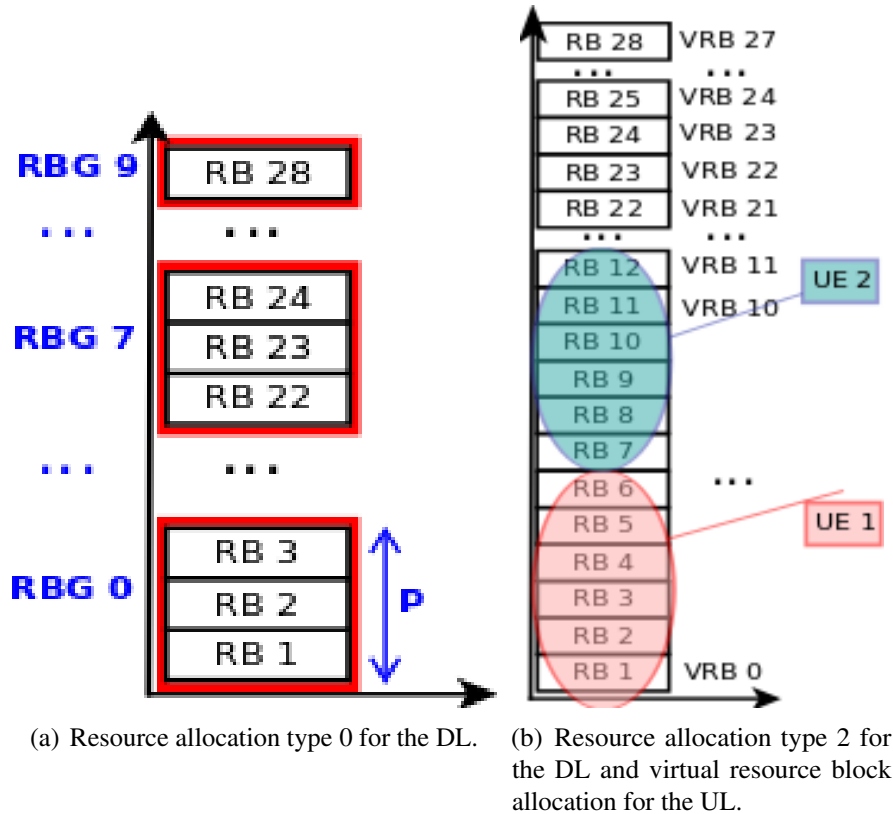 RBG 9
RB 28
... ...
RBG 7
RB 24
RB 23
RB 22
... ...
RBG 0
RB 3
RB 2
RB 1
P
(a) Resource allocation type 0 for the DL.
RB 28 VRB 27
... ...
RB 25 VRB 24
RB 24 VRB 23
RB 23 VRB 22
RB 22 VRB 21
... ...
RB 12 VRB 11
RB 11 VRB 10
RB 10
RB 9
RB 8
RB 7
RB 6 ...
RB 5
RB 4
RB 3
RB 2
RB 1 VRB 0
UE 2
UE 1
(b) Resource allocation type 2 for
the DL and virtual resource block
allocation for the UL.